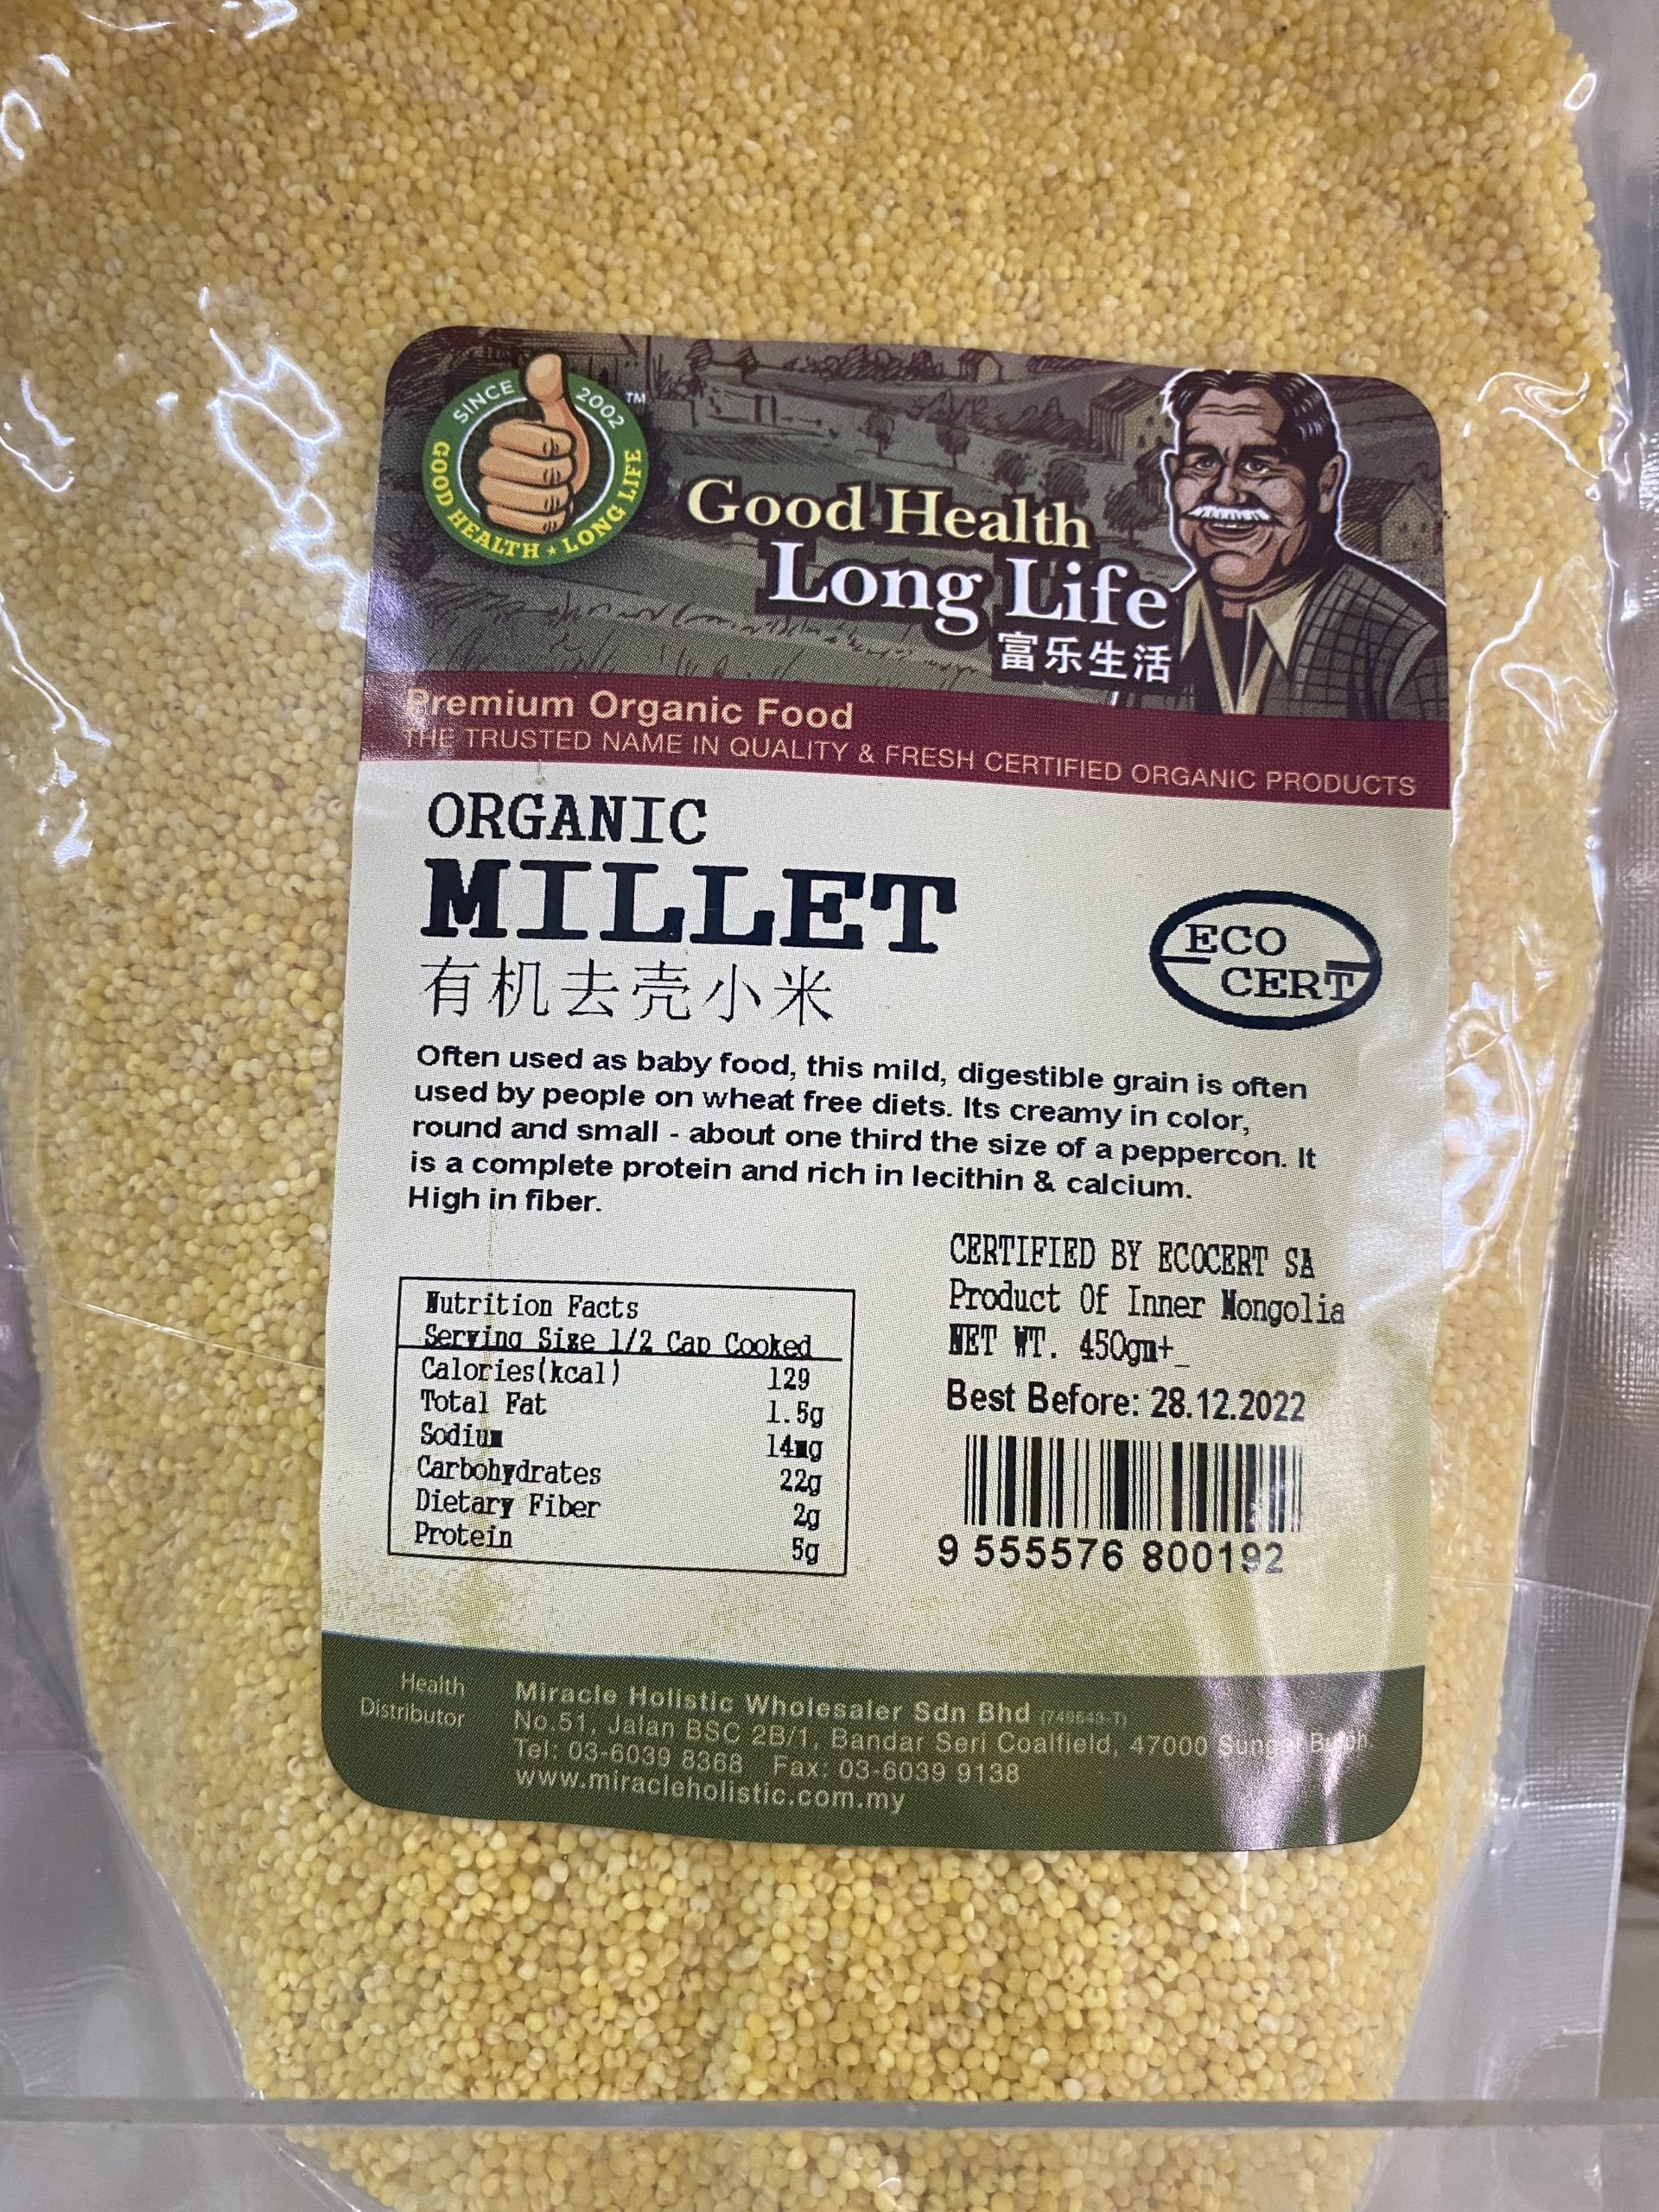 SINCE 2002 TM
GOOD HEALTH ★ LONG LIFE
Good Health
Long Life
富乐生活
Premium Organic Food
THE TRUSTED NAME IN QUALITY & FRESH CERTIFIED ORGANIC PRODUCTS
ORGANIC
MILLET
有机去壳小米
ECO
CERT
Often used as baby food, this mild, digestible grain is often
used by people on wheat free diets. Its creamy in color,
round and small - about one third the size of a peppercon. It
is a complete protein and rich in lecithin & calcium.
High in fiber.
CERTIFIED BY ECOCERT SA
Product Of Inner Mongolia
NET WT. 450gm+_
Best Before: 28.12.2022
9 555576 800192
Nutrition Facts
Serving Size 1/2 Cap Cooked
Calories(kcal) 129
Total Fat 1.5g
Sodium 14mg
Carbohydrates 22g
Dietary Fiber 2g
Protein 5g
Health
Distributor
Miracle Holistic Wholesaler Sdn Bhd (749643-T)
No.51, Jalan BSC 2B/1, Bandar Seri Coalfield, 47000 Sungai Buloh.
Tel: 03-6039 8368 Fax: 03-6039 9138
www.miracleholistic.com.my